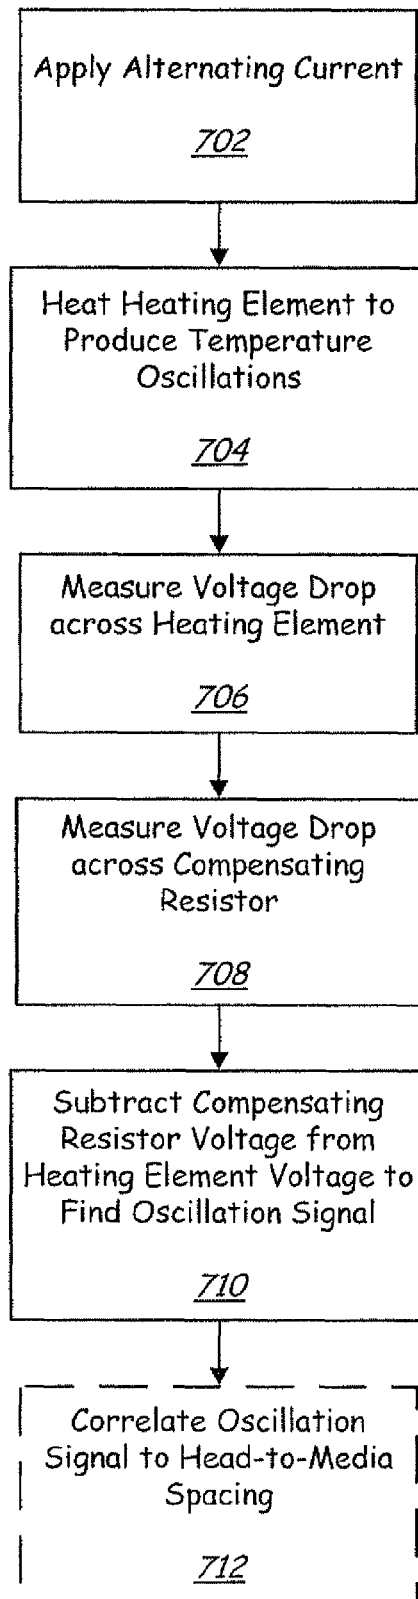 Apply Alternating Current
702
Heat Heating Element to
Produce Temperature
Oscillations
704
Measure Voltage Drop
across Heating Element
706
Measure Voltage Drop
across Compensating
Resistor
708
Subtract Compensating
Resistor Voltage from
Heating Element Voltage to
Find Oscillation Signal
710
Correlate Oscillation
Signal to Head-to-Media
Spacing
712